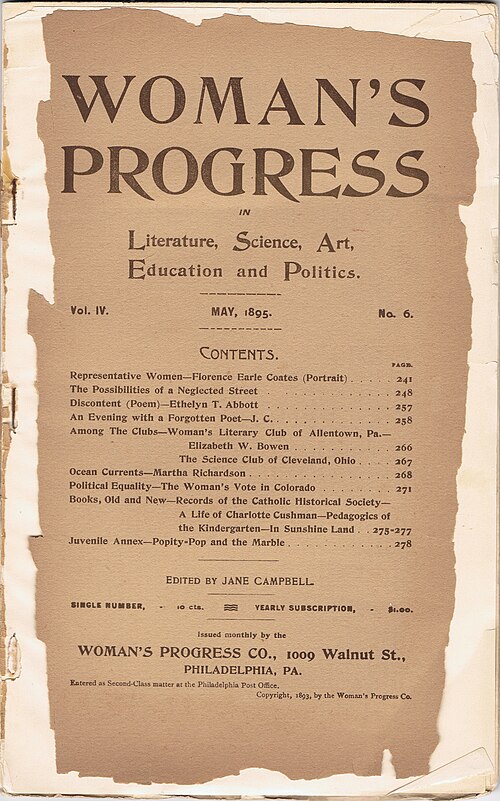 WOMAN'S
PROGRESS
IN
Literature, Science, Art,
Education and Politics.
Vol. IV. MAY, 1895. No. 6.
CONTENTS.
PAGE.
Representative Women—Florence Earle Coates (Portrait) . . . . . 241
The Possibilities of a Neglected Street . . . . . 248
Discontent (Poem)—Ethelyn T. Abbott . . . . . 257
An Evening with a Forgotten Poet—J. C. . . . . . 258
Among The Clubs—Woman's Literary Club of Allentown, Pa.—
Elizabeth W. Bowen . . . . . 266
The Science Club of Cleveland, Ohio . . . . . 267
Ocean Currents—Martha Richardson . . . . . 268
Political Equality—The Woman's Vote in Colorado . . . . . 271
Books, Old and New—Records of the Catholic Historical Society—
A Life of Charlotte Cushman—Pedagogics of
the Kindergarten—In Sunshine Land . . 275-277
Juvenile Annex—Popity-Pop and the Marble . . . . . 278
EDITED BY JANE CAMPBELL.
SINGLE NUMBER, - 10 cts. YEARLY SUBSCRIPTION, - $1.00.
Issued monthly by the
WOMAN'S PROGRESS CO., 1009 Walnut St.,
PHILADELPHIA, PA.
Entered as Second-Class matter at the Philadelphia Post Office.
Copyright, 1893, by the Woman's Progress Co.